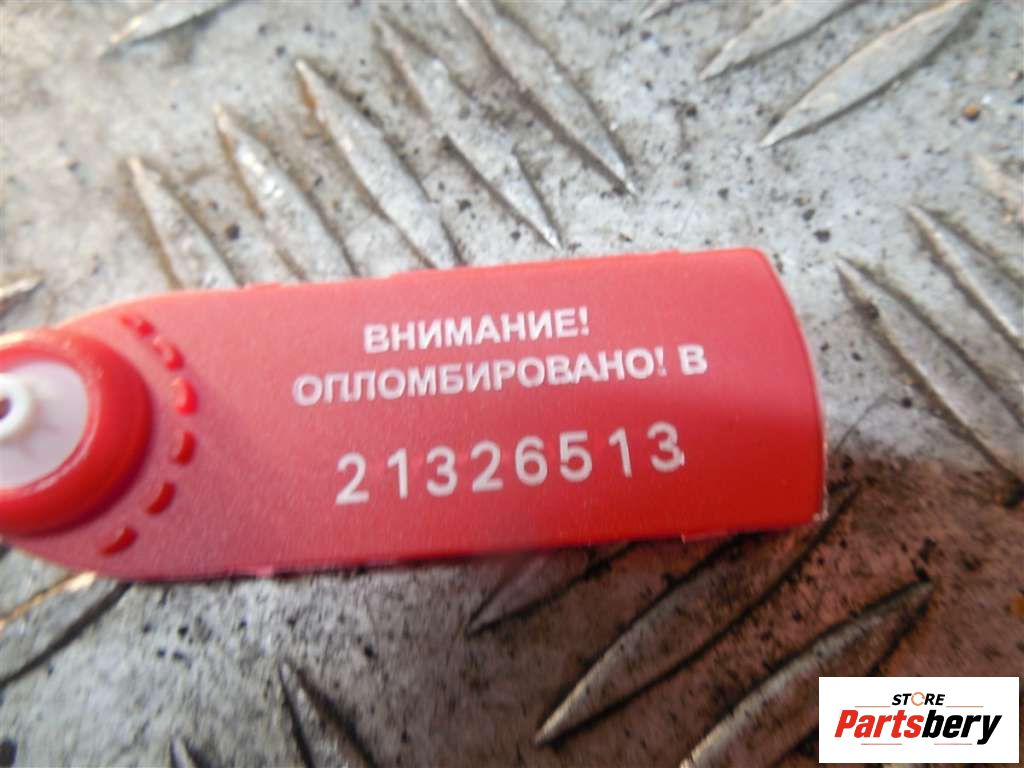 ВНИМАНИЕ!
ОПЛОМБИРОВАНО! В
21326513
STORE
Partsbery